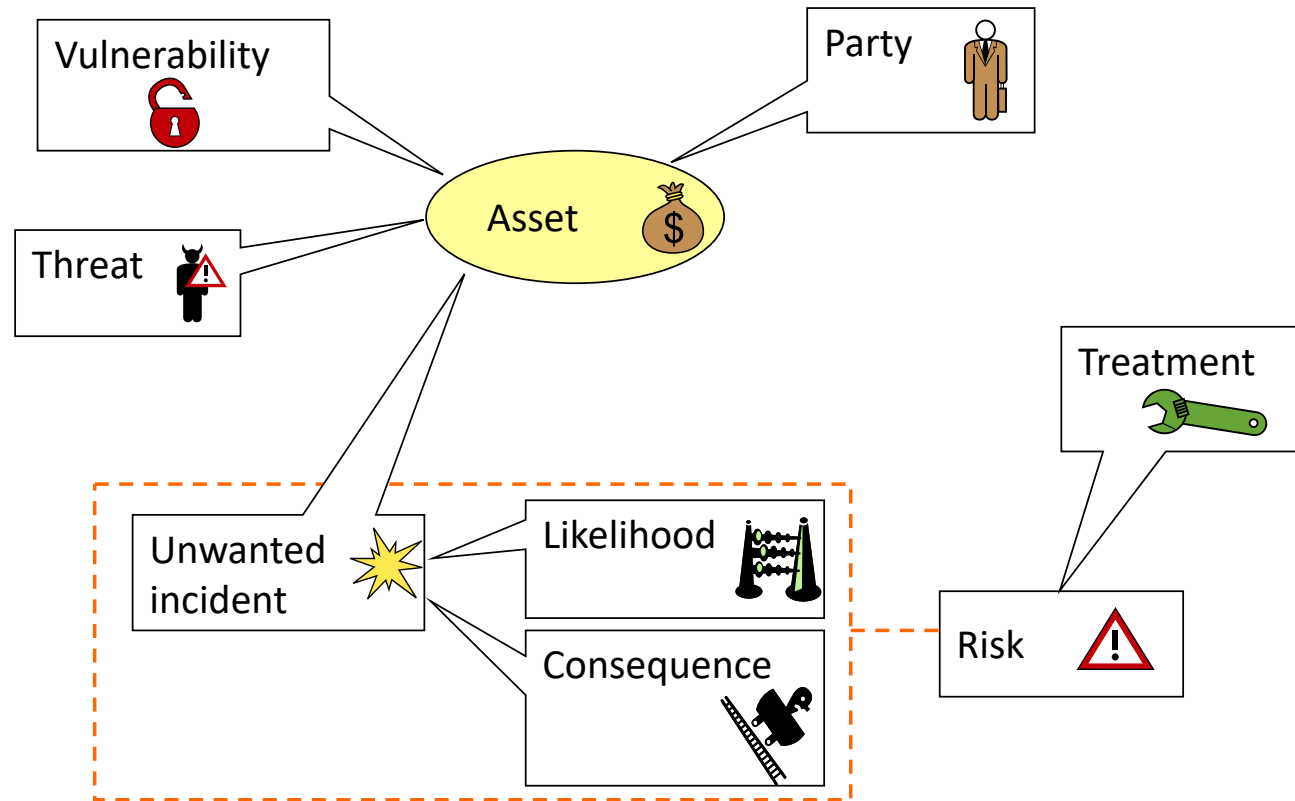 Vulnerability
Party
Asset
$
Threat
!
Treatment
Unwanted
incident
Likelihood
Consequence
Risk
!